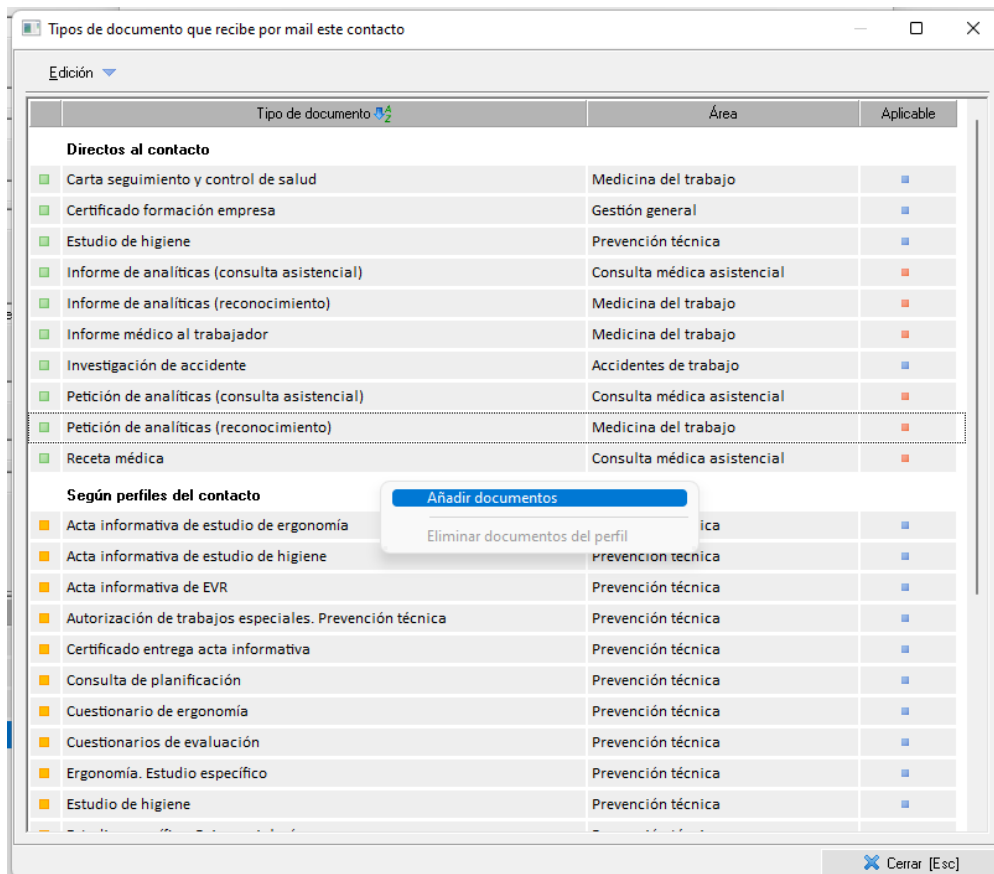 Tipos de documento que recibe por mail este contacto
Edición
Tipo de documento Área Aplicable
Directos al contacto
Carta seguimiento y control de salud Medicina del trabajo
Certificado formación empresa Gestión general
Estudio de higiene Prevención técnica
Informe de analíticas (consulta asistencial) Consulta médica asistencial
Informe de analíticas (reconocimiento) Medicina del trabajo
Informe médico al trabajador Medicina del trabajo
Investigación de accidente Accidentes de trabajo
Petición de analíticas (consulta asistencial) Consulta médica asistencial
Petición de analíticas (reconocimiento) Medicina del trabajo
Receta médica Consulta médica asistencial
Según perfiles del contacto
Añadir documentos
Acta informativa de estudio de ergonomía
Eliminar documentos del perfil
Acta informativa de estudio de higiene Prevención técnica
Acta informativa de EVR Prevención técnica
Autorización de trabajos especiales. Prevención técnica Prevención técnica
Certificado entrega acta informativa Prevención técnica
Consulta de planificación Prevención técnica
Cuestionario de ergonomía Prevención técnica
Cuestionarios de evaluación Prevención técnica
Ergonomía. Estudio específico Prevención técnica
Estudio de higiene Prevención técnica
Cerrar [Esc]